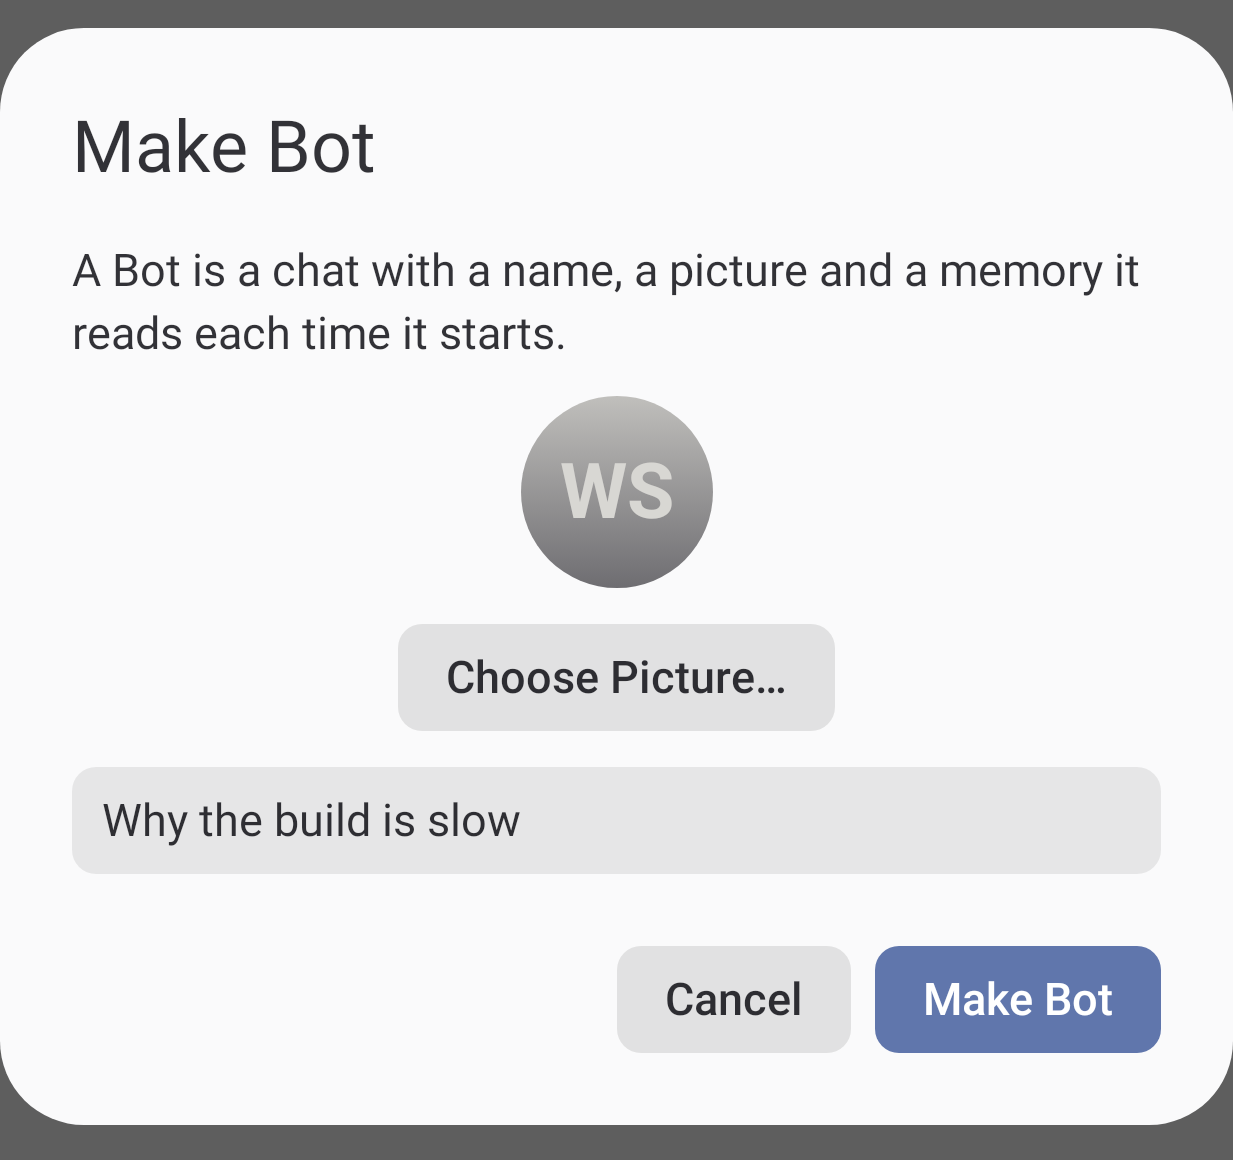 Make Bot
A Bot is a chat with a name, a picture and a memory it
reads each time it starts.
WS
Choose Picture…
Why the build is slow
Cancel
Make Bot